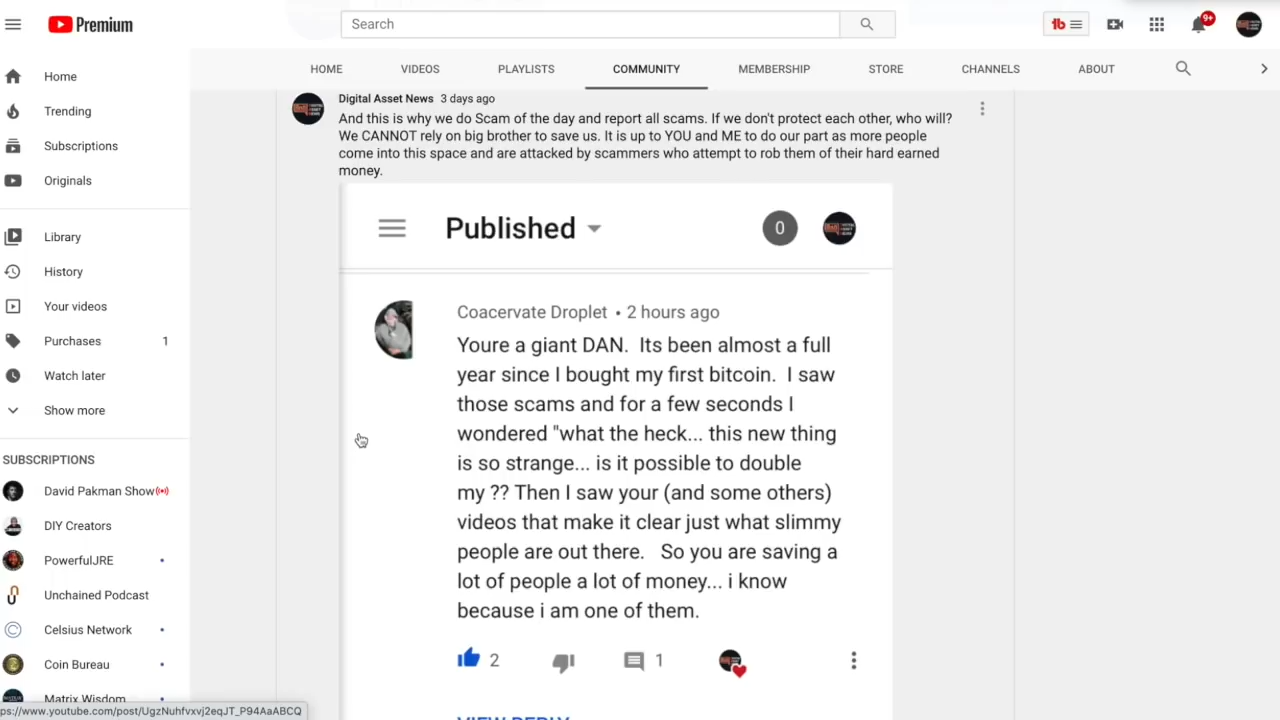 Premium
Search
9+
HOME
VIDEOS
PLAYLISTS
COMMUNITY
MEMBERSHIP
STORE
CHANNELS
ABOUT
Home
Trending
Subscriptions
Originals
Library
History
Your videos
Purchases 1
Watch later
Show more
SUBSCRIPTIONS
David Pakman Show
DIY Creators
PowerfulJRE
Unchained Podcast
Celsius Network
Coin Bureau
Matrix Wisdom
ps://www.youtube.com/post/UgzNuhfvxvj2eqJT_P94AaABCQ
Digital Asset News 3 days ago
And this is why we do Scam of the day and report all scams. If we don't protect each other, who will?
We CANNOT rely on big brother to save us. It is up to YOU and ME to do our part as more people
come into this space and are attacked by scammers who attempt to rob them of their hard earned
money.
Published
0
Coacervate Droplet • 2 hours ago
Youre a giant DAN. Its been almost a full
year since I bought my first bitcoin. I saw
those scams and for a few seconds I
wondered "what the heck... this new thing
is so strange... is it possible to double
my ?? Then I saw your (and some others)
videos that make it clear just what slimmy
people are out there. So you are saving a
lot of people a lot of money... i know
because i am one of them.
2
1
VIEW REPLY